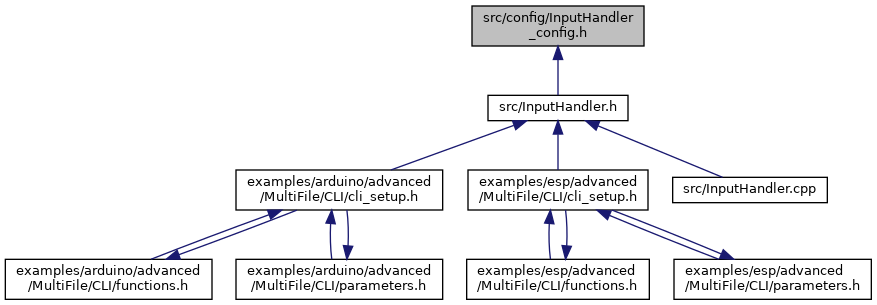 src/config/InputHandler
_config.h
src/InputHandler.h
examples/arduino/advanced
/MultiFile/CLI/cli_setup.h
examples/esp/advanced
/MultiFile/CLI/cli_setup.h
src/InputHandler.cpp
examples/arduino/advanced
/MultiFile/CLI/functions.h
examples/arduino/advanced
/MultiFile/CLI/parameters.h
examples/esp/advanced
/MultiFile/CLI/functions.h
examples/esp/advanced
/MultiFile/CLI/parameters.h